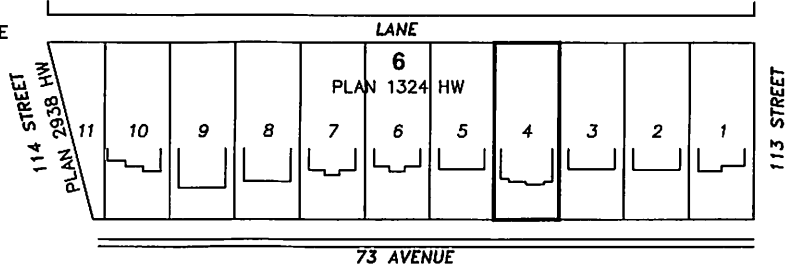 E
LANE
6
PLAN 1324 HW
114 STREET
PLAN 2938 HW
11 10 9 8 7 6 5 4 3 2 1
113 STREET
73 AVENUE